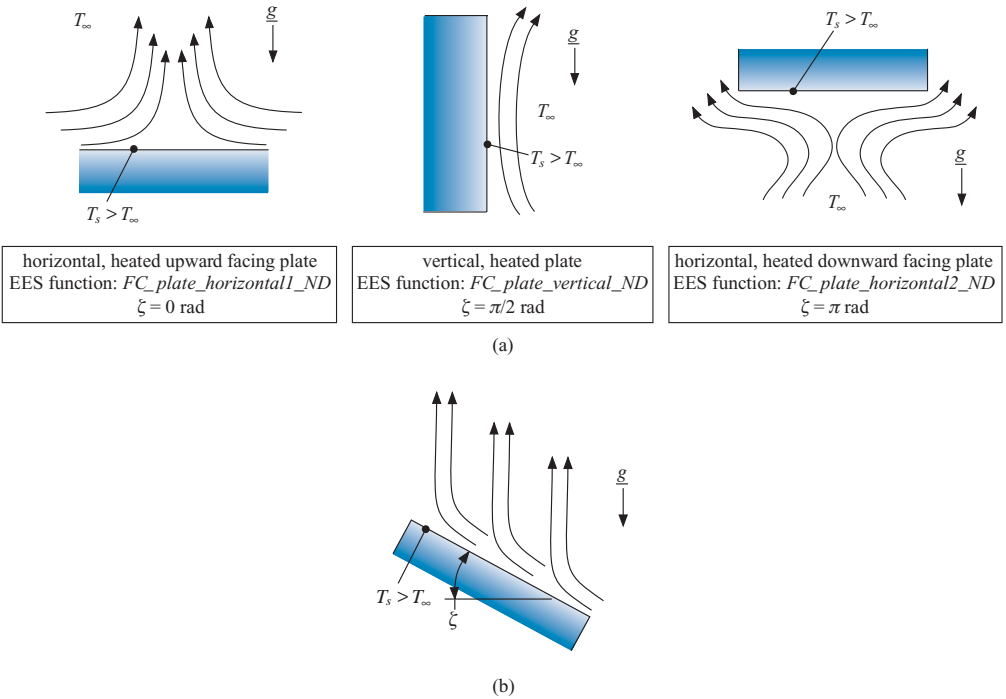 T∞
g
Ts > T∞
horizontal, heated upward facing plate
EES function: FC_plate_horizontal1_ND
ζ = 0 rad
g
T∞
Ts > T∞
vertical, heated plate
EES function: FC_plate_vertical_ND
ζ = π/2 rad
Ts > T∞
g
T∞
horizontal, heated downward facing plate
EES function: FC_plate_horizontal2_ND
ζ = π rad
(a)
g
Ts > T∞
ζ
(b)